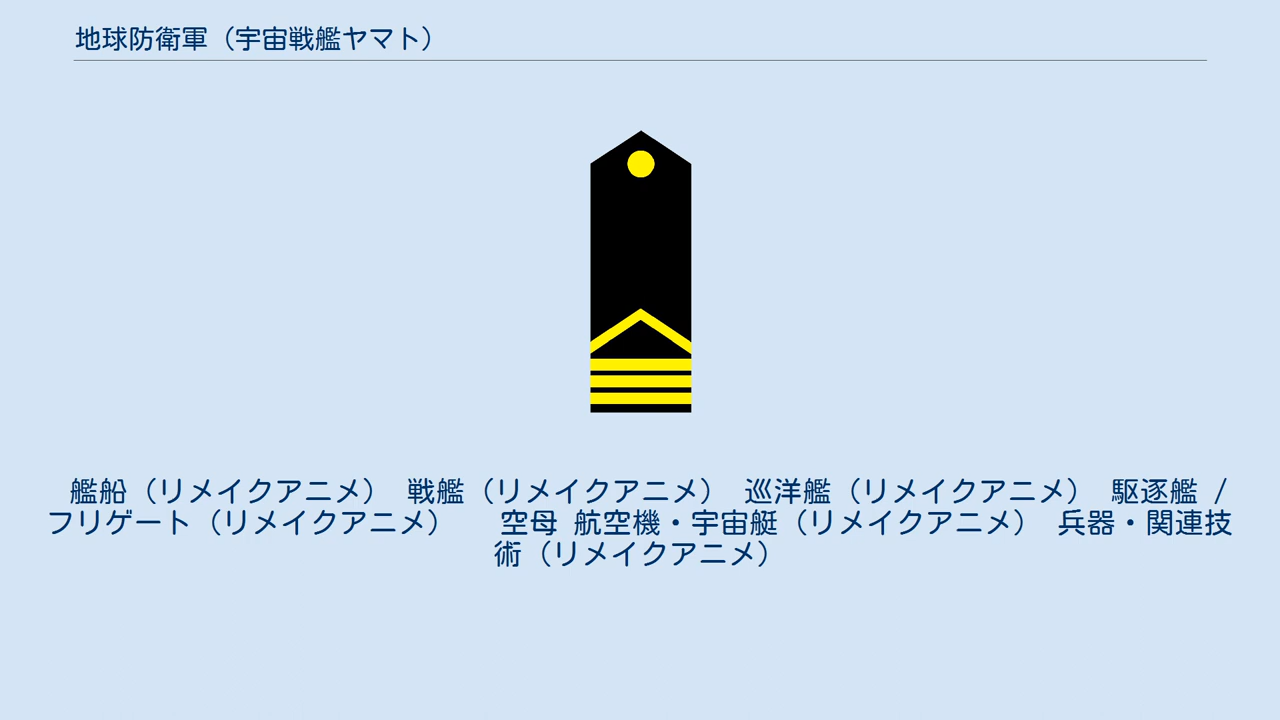 地球防衛軍（宇宙戦艦ヤマト）
艦船（リメイクアニメ） 戦艦（リメイクアニメ） 巡洋艦（リメイクアニメ） 駆逐艦 /
フリゲート（リメイクアニメ） 空母 航空機・宇宙艇（リメイクアニメ） 兵器・関連技
術（リメイクアニメ）